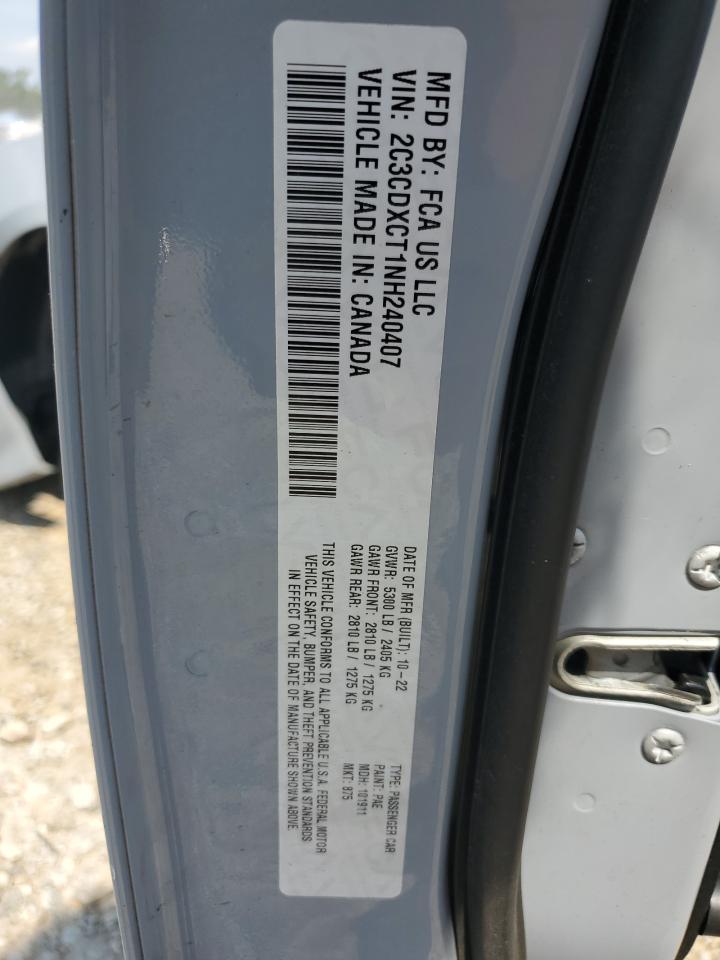 MFD BY: FCA US LLC
VIN: 2C3CDXCT1NH240407
VEHICLE MADE IN: CANADA
DATE OF MFR (BUILT): 10-22
GVWR: 5300 LB / 2405 KG
GAWR FRONT: 2810 LB / 1275 KG
GAWR REAR: 2810 LB / 1275 KG
THIS VEHICLE CONFORMS TO ALL APPLICABLE U.S.A. FEDERAL MOTOR
VEHICLE SAFETY, BUMPER, AND THEFT PREVENTION STANDARDS
IN EFFECT ON THE DATE OF MANUFACTURE SHOWN ABOVE.
TYPE: PASSENGER CAR
PAINT: PAE
MDH: 101911
MKT: 875